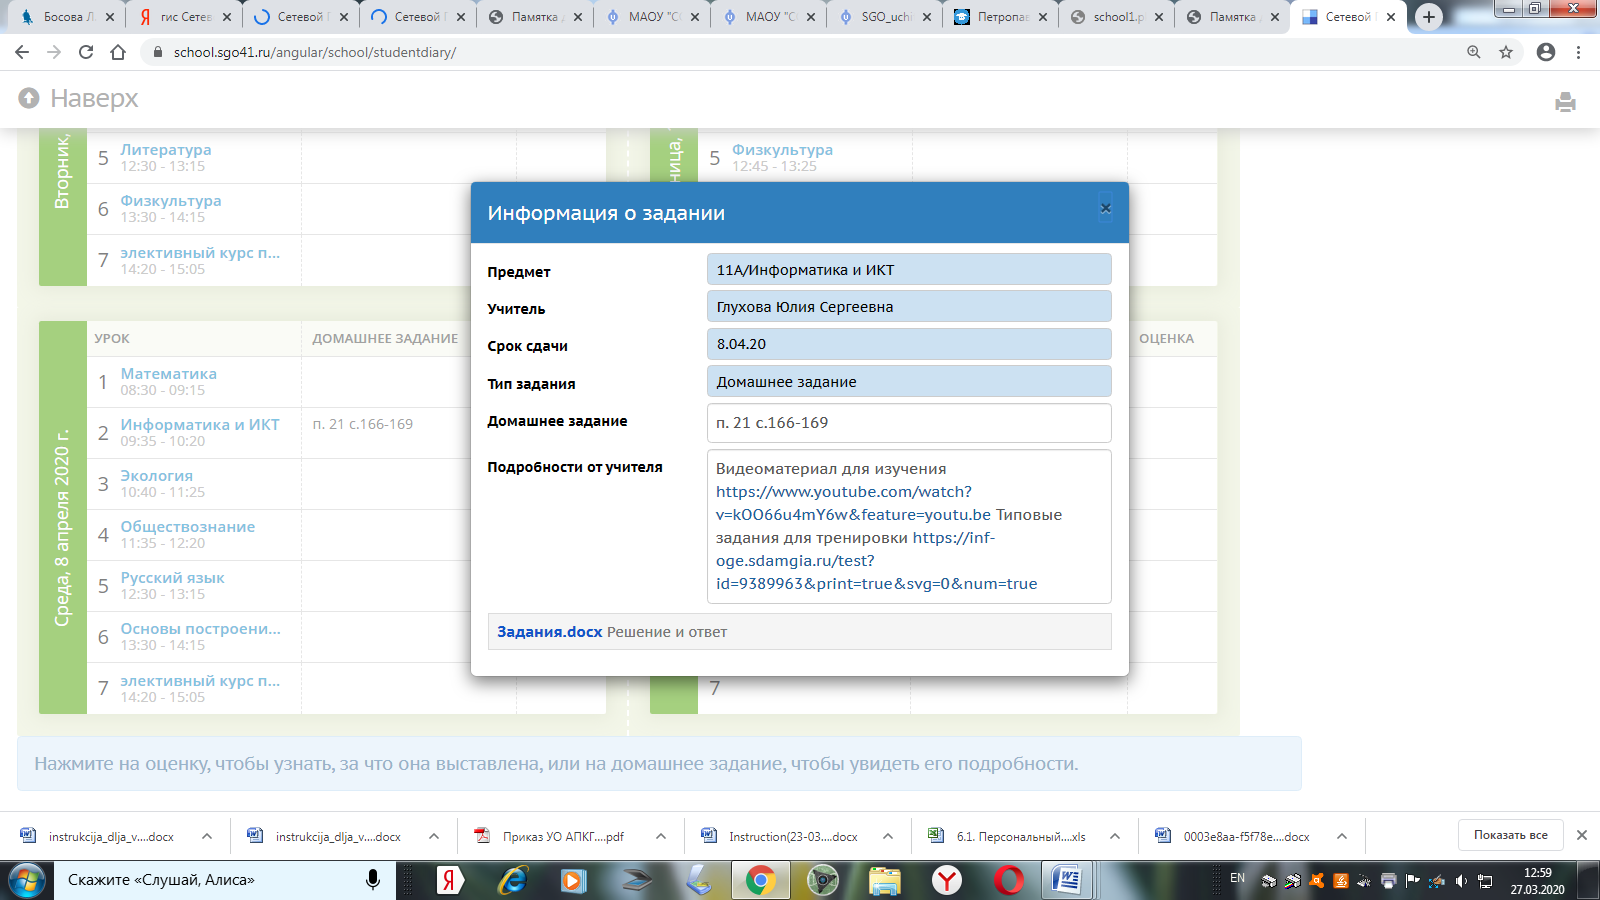 Босова Л
гис Сетев
Сетевой Г
Сетевой Г
Памятка д
МАОУ "СО
МАОУ "СО
SGO_uchi
Петропав
school1.p
Памятка д
Сетевой Г
school.sgo41.ru/angular/school/studentdiary/
Наверх
Вторник,
5 Литература
12:30 - 13:15
6 Физкультура
13:30 - 14:15
7 элективный курс п...
14:20 - 15:05
ница,
5 Физкультура
12:45 - 13:25
Информация о задании
×
Предмет 11А/Информатика и ИКТ
Учитель Глухова Юлия Сергеевна
Срок сдачи 8.04.20
Тип задания Домашнее задание
Домашнее задание п. 21 с.166-169
Подробности от учителя Видеоматериал для изучения
https://www.youtube.com/watch?
v=kOO66u4mY6w&feature=youtu.be Типовые
задания для тренировки https://inf-
oge.sdamgia.ru/test?
id=9389963&print=true&svg=0&num=true
Задания.docx Решение и ответ
Среда, 8 апреля 2020 г.
УРОК ДОМАШНЕЕ ЗАДАНИЕ ОЦЕНКА
1 Математика
08:30 - 09:15
2 Информатика и ИКТ п. 21 с.166-169
09:35 - 10:20
3 Экология
10:40 - 11:25
4 Обществознание
11:35 - 12:20
5 Русский язык
12:30 - 13:15
6 Основы построени...
13:30 - 14:15
7 элективный курс п...
14:20 - 15:05
7
Нажмите на оценку, чтобы узнать, за что она выставлена, или на домашнее задание, чтобы увидеть его подробности.
instrukcija_dlja_v....docx
instrukcija_dlja_v....docx
Приказ УО АПКГ....pdf
Instruction(23-03....docx
6.1. Персональный....xls
0003e8aa-f5f78e....docx
Показать все
Скажите «Слушай, Алиса»
EN
12:59
27.03.2020